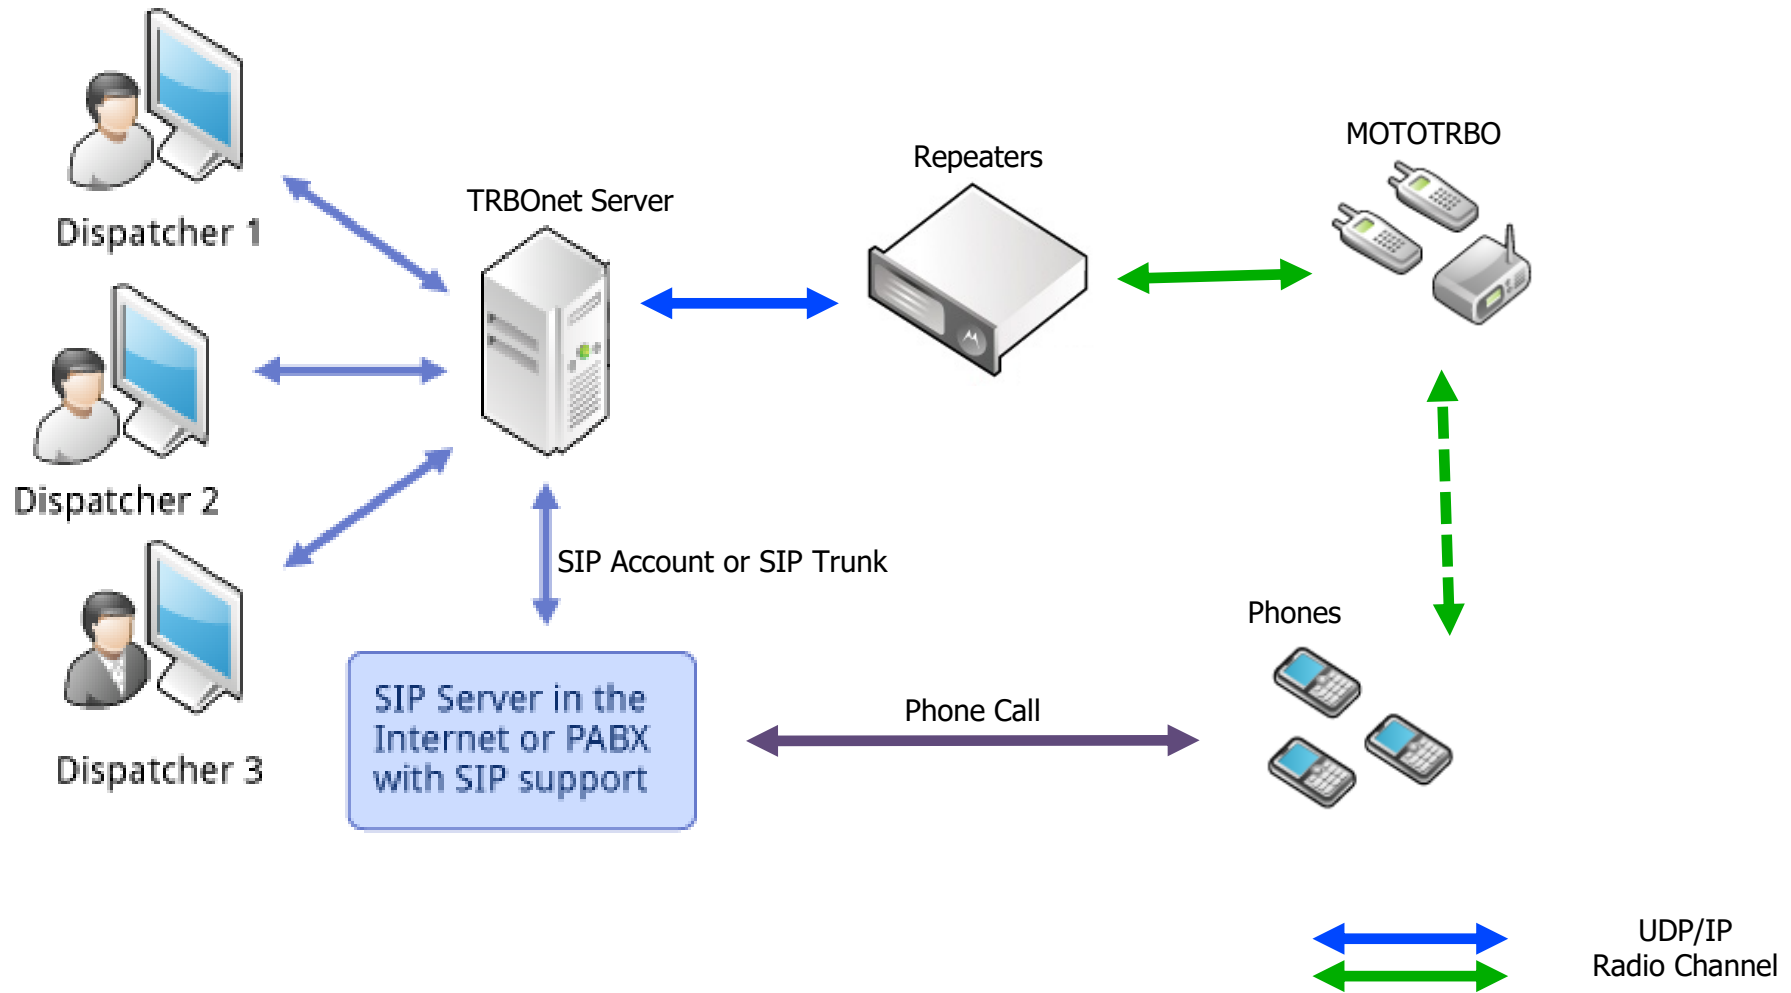 MOTOTRBO
Repeaters
TRBOnet Server
Dispatcher 1
Dispatcher 2
SIP Account or SIP Trunk
Phones
SIP Server in the
Internet or PABX
with SIP support
Phone Call
Dispatcher 3
UDP/IP
Radio Channel